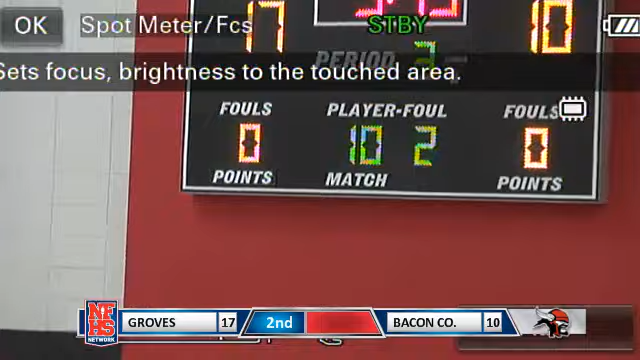 OK Spot Meter/Fcs STBY
17 10
Sets focus, brightness to the touched area.
PERIOD
FOULS PLAYER-FOUL FOULS
0 10 2 0
POINTS MATCH POINTS
NFHS NETWORK GROVES 17 2nd BACON CO. 10